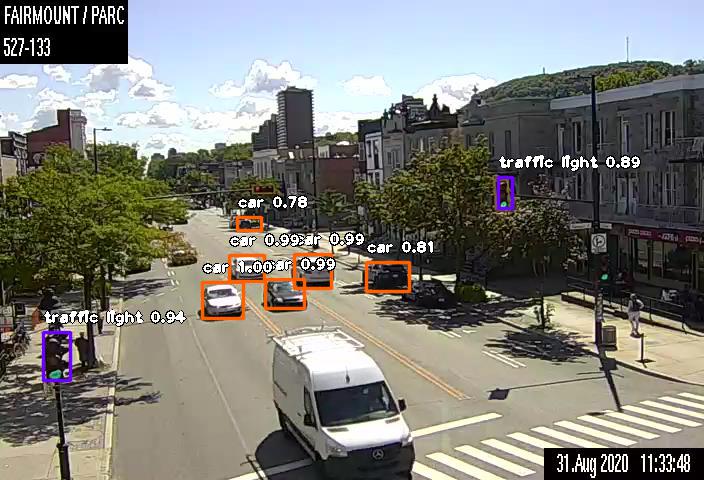 FAIRMOUNT / PARC
527-133
traffic light 0.89
car 0.78
car 0.99
car 0.99
car 0.81
car 1.00
car 0.99
traffic light 0.94
P
31.Aug 2020 11:33:48